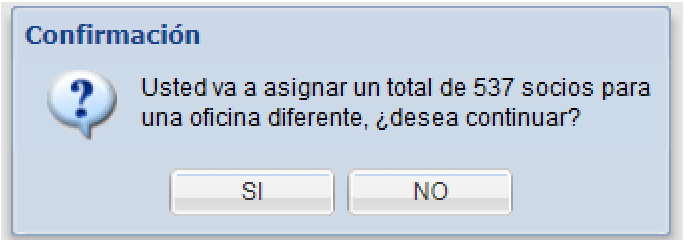 Confirmación
Usted va a asignar un total de 537 socios para
una oficina diferente, ¿desea continuar?
SI
NO